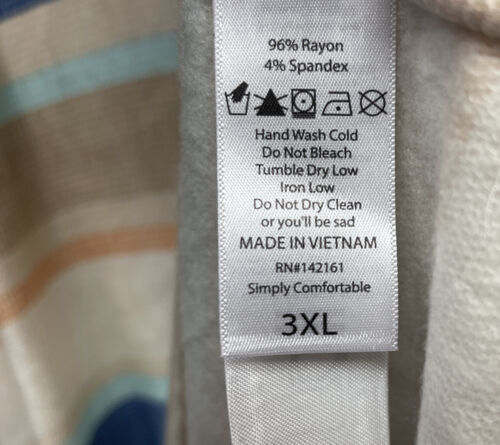 96% Rayon
4% Spandex
Hand Wash Cold
Do Not Bleach
Tumble Dry Low
Iron Low
Do Not Dry Clean
or you'll be sad
MADE IN VIETNAM
RN#142161
Simply Comfortable
3XL